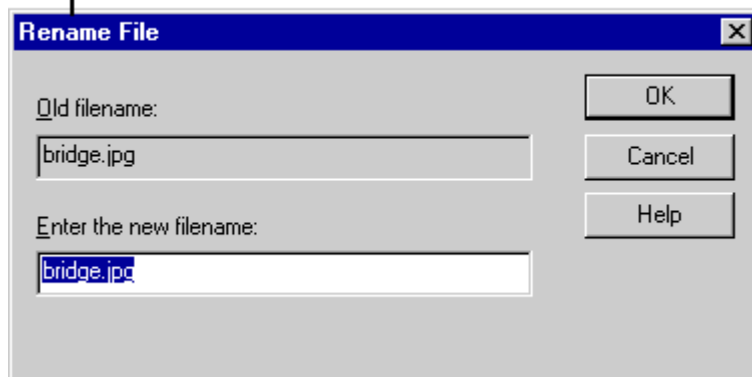 Rename File
Old filename:
bridge.jpg
Enter the new filename:
bridge.jpg
OK
Cancel
Help